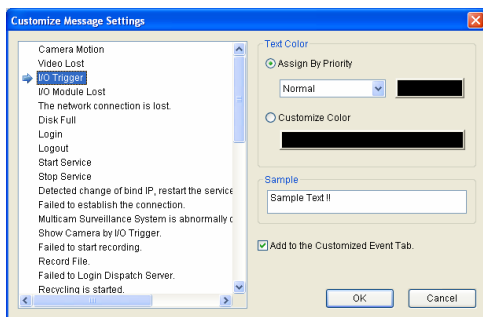 Customize Message Settings
Camera Motion
Video Lost
I/O Trigger
I/O Module Lost
The network connection is lost.
Disk Full
Login
Logout
Start Service
Stop Service
Detected change of bind IP, restart the service
Failed to establish the connection.
Multicam Surveillance System is abnormally
Show Camera by I/O Trigger.
Failed to start recording.
Record File.
Failed to Login Dispatch Server.
Recycling is started.
Text Color
Assign By Priority
Normal
Customize Color
Sample
Sample Text !!
Add to the Customized Event Tab.
OK
Cancel